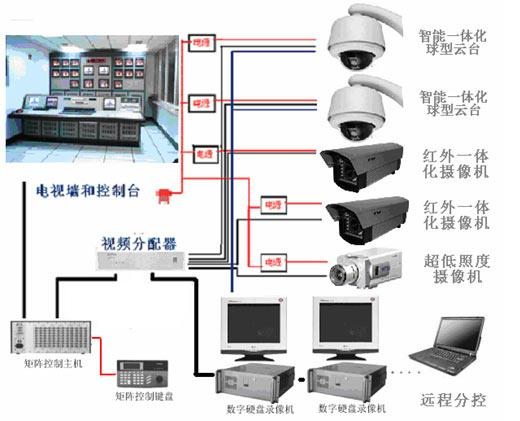 电源
智能一体化
球型云台
电源
智能一体化
球型云台
电源
红外一体
化摄像机
电视墙和控制台
电源
红外一体
化摄像机
视频分配器
电源
超低照度
摄像机
矩阵控制主机
矩阵控制键盘
数字硬盘录像机
数字硬盘录像机
远程分控